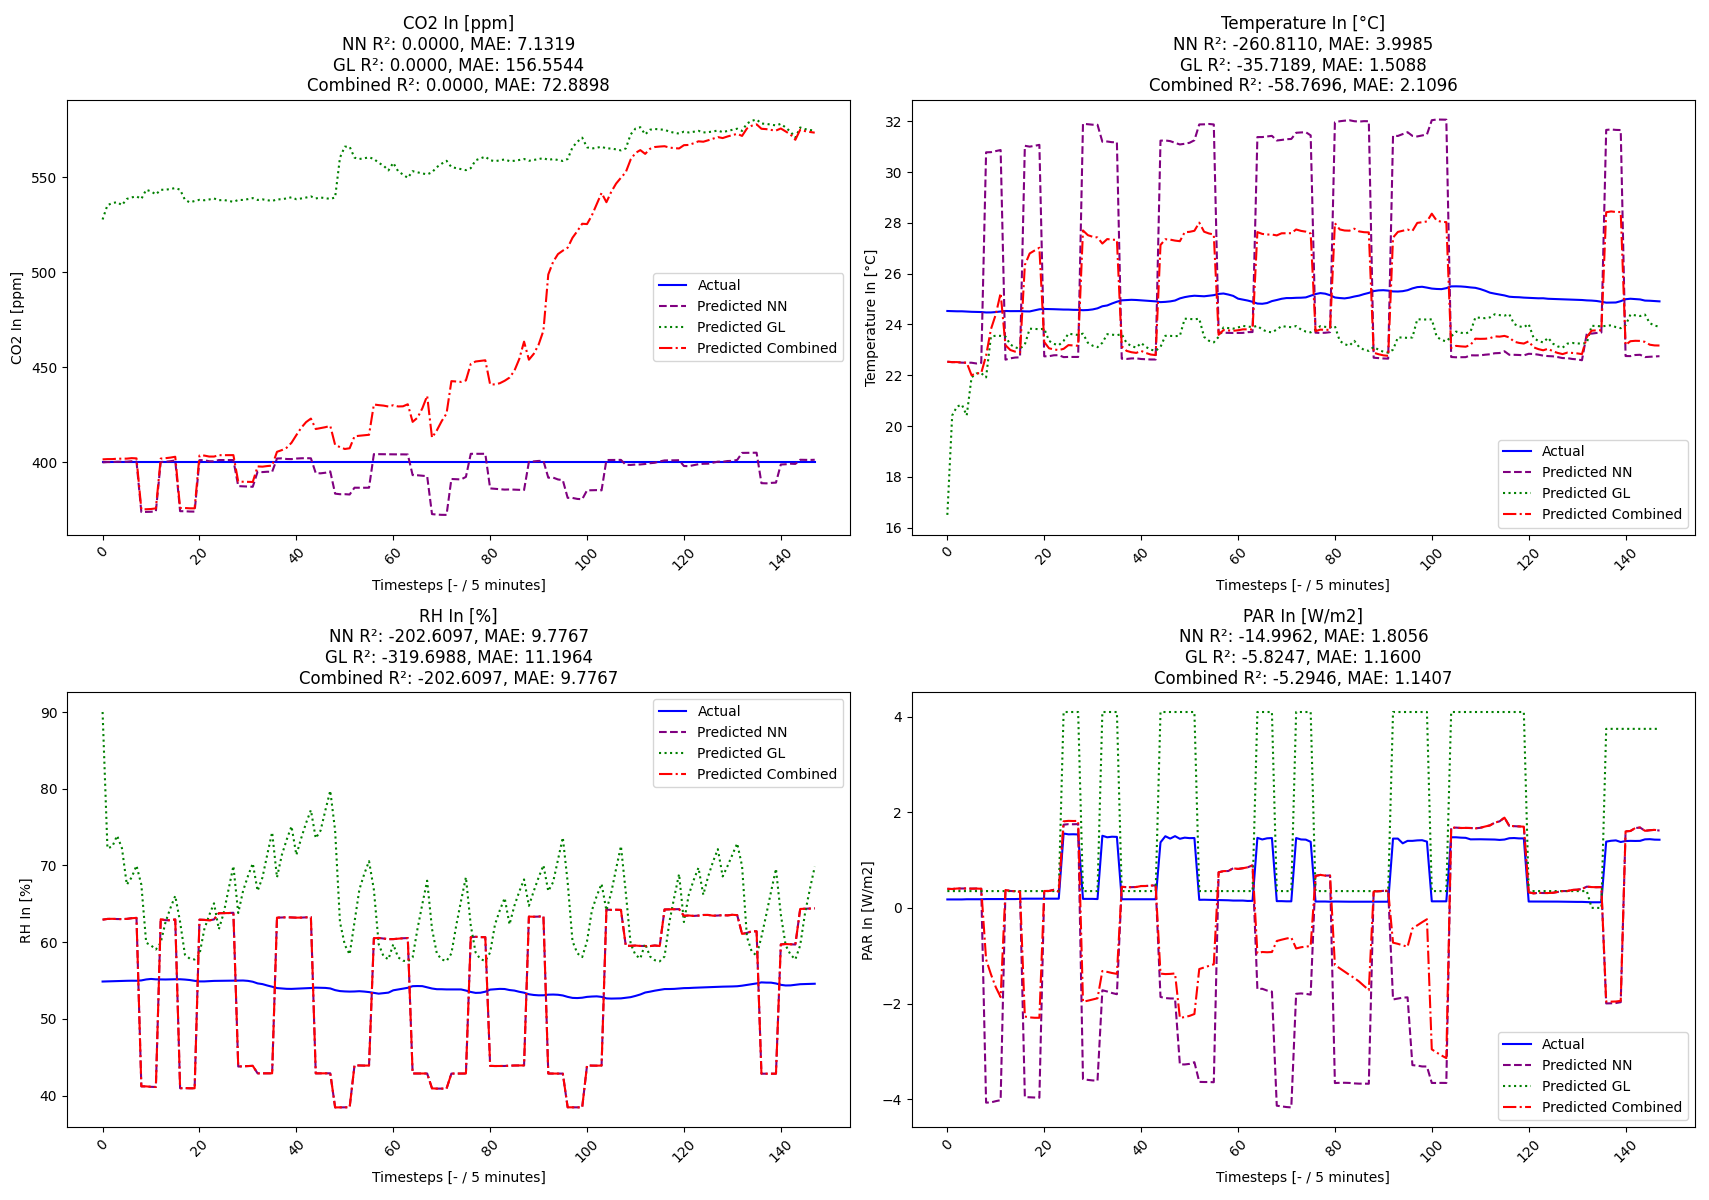 CO2 In [ppm]
NN R²: 0.0000, MAE: 7.1319
GL R²: 0.0000, MAE: 156.5544
Combined R²: 0.0000, MAE: 72.8898
CO2 In [ppm]
550
500
450
400
Actual
Predicted NN
Predicted GL
Predicted Combined
0
20
40
60
80
100
120
140
Timesteps [- / 5 minutes]
Temperature In [°C]
NN R²: -260.8110, MAE: 3.9985
GL R²: -35.7189, MAE: 1.5088
Combined R²: -58.7696, MAE: 2.1096
Temperature In [°C]
32
30
28
26
24
22
20
18
16
Actual
Predicted NN
Predicted GL
Predicted Combined
0
20
40
60
80
100
120
140
Timesteps [- / 5 minutes]
RH In [%]
NN R²: -202.6097, MAE: 9.7767
GL R²: -319.6988, MAE: 11.1964
Combined R²: -202.6097, MAE: 9.7767
RH In [%]
90
80
70
60
50
40
Actual
Predicted NN
Predicted GL
Predicted Combined
0
20
40
60
80
100
120
140
Timesteps [- / 5 minutes]
PAR In [W/m2]
NN R²: -14.9962, MAE: 1.8056
GL R²: -5.8247, MAE: 1.1600
Combined R²: -5.2946, MAE: 1.1407
PAR In [W/m2]
4
2
0
−2
−4
Actual
Predicted NN
Predicted GL
Predicted Combined
0
20
40
60
80
100
120
140
Timesteps [- / 5 minutes]